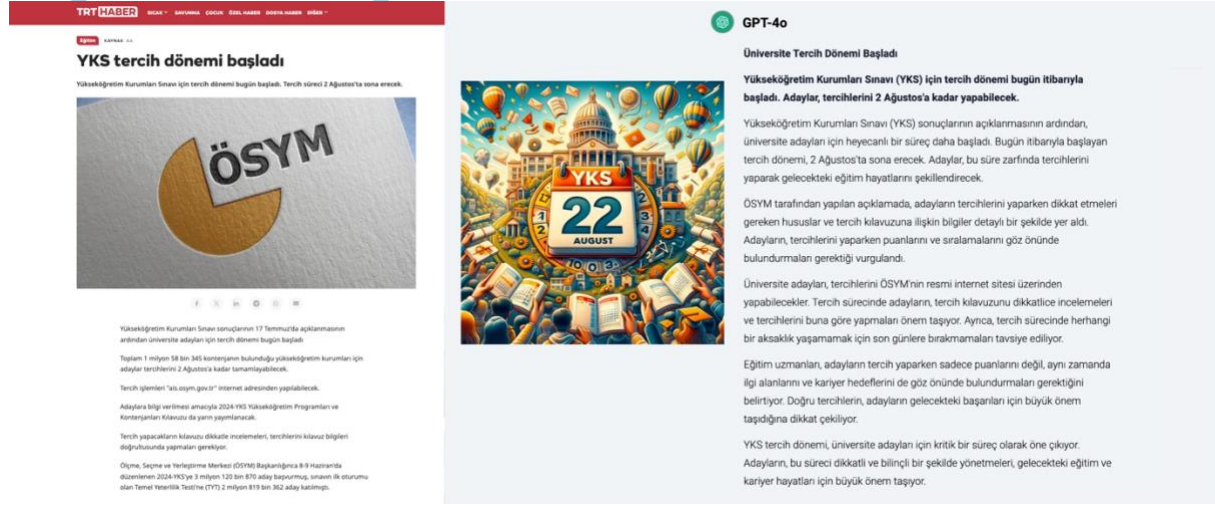 TRT HABER
SICAK SAVUNMA ÇOCUK ÖZEL HABER DOSYA HABER DİĞER
Eğitim KAYNAK AA
YKS tercih dönemi başladı
Yükseköğretim Kurumları Sınavı için tercih dönemi bugün başladı. Tercih süreci 2 Ağustos'ta sona erecek.
ÖSYM
Yükseköğretim Kurumları Sınavı sonuçlarının 17 Temmuz'da açıklanmasının
ardından üniversite adayları için tercih dönemi bugün başladı
Toplam 1 milyon 58 bin 345 kontenjanın bulunduğu yükseköğretim kurumları için
adaylar tercihlerini 2 Ağustos'a kadar tamamlayabilecek.
Tercih işlemleri "ais.osym.gov.tr" internet adresinden yapılabilecek.
Adaylara bilgi verilmesi amacıyla 2024-YKS Yükseköğretim Programları ve
Kontenjanları Kılavuzu da yarın yayımlanacak.
Tercih yapacakların kılavuzu dikkatle incelemeleri, tercihlerini kılavuz bilgileri
doğrultusunda yapmaları gerekiyor.
Ölçme, Seçme ve Yerleştirme Merkezi (ÖSYM) Başkanlığınca 8-9 Haziran'da
düzenlenen 2024-YKS'ye 3 milyon 120 bin 870 aday başvurmuş, sınavın ilk oturumu
olan Temel Yeterlilik Testi'ne (TYT) 2 milyon 819 bin 362 aday katılmıştı.
YKS
22
AUGUST
GPT-4o
Üniversite Tercih Dönemi Başladı
Yükseköğretim Kurumları Sınavı (YKS) için tercih dönemi bugün itibarıyla
başladı. Adaylar, tercihlerini 2 Ağustos'a kadar yapabilecek.
Yükseköğretim Kurumları Sınavı (YKS) sonuçlarının açıklanmasının ardından,
üniversite adayları için heyecanlı bir süreç daha başladı. Bugün itibarıyla başlayan
tercih dönemi, 2 Ağustos'ta sona erecek. Adaylar, bu süre zarfında tercihlerini
yaparak gelecekteki eğitim hayatlarını şekillendirecek.
ÖSYM tarafından yapılan açıklamada, adayların tercihlerini yaparken dikkat etmeleri
gereken hususlar ve tercih kılavuzuna ilişkin bilgiler detaylı bir şekilde yer aldı.
Adayların, tercihlerini yaparken puanlarını ve sıralamalarını göz önünde
bulundurmaları gerektiği vurgulandı.
Üniversite adayları, tercihlerini ÖSYM'nin resmi internet sitesi üzerinden
yapabilecekler. Tercih sürecinde adayların, tercih kılavuzunu dikkatlice incelemeleri
ve tercihlerini buna göre yapmaları önem taşıyor. Ayrıca, tercih sürecinde herhangi
bir aksaklık yaşamamak için son günlere bırakmamaları tavsiye ediliyor.
Eğitim uzmanları, adayların tercih yaparken sadece puanlarını değil, aynı zamanda
ilgi alanlarını ve kariyer hedeflerini de göz önünde bulundurmaları gerektiğini
belirtiyor. Doğru tercihlerin, adayların gelecekteki başarıları için büyük önem
taşıdığına dikkat çekiliyor.
YKS tercih dönemi, üniversite adayları için kritik bir süreç olarak öne çıkıyor.
Adayların, bu süreci dikkatli ve bilinçli bir şekilde yönetmeleri, gelecekteki eğitim ve
kariyer hayatları için büyük önem taşıyor.